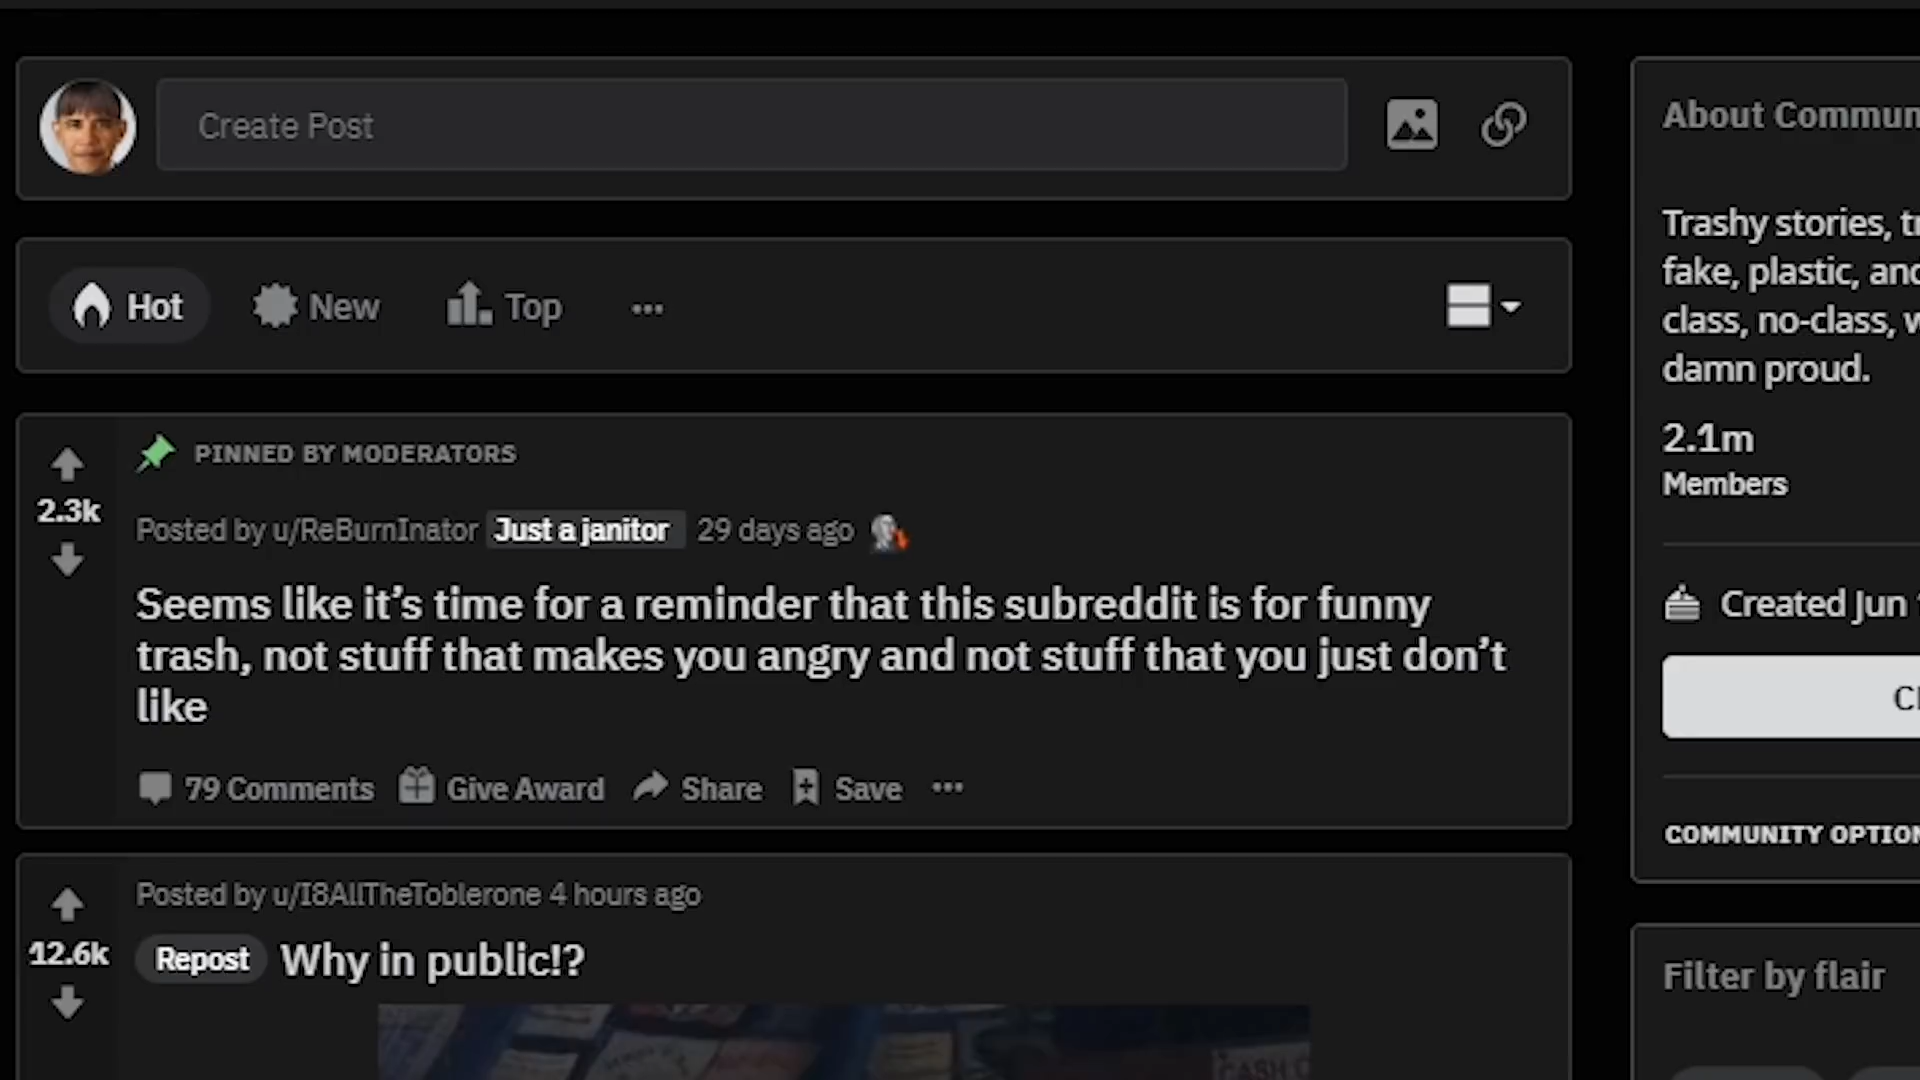 Create Post
Hot
New
Top
PINNED BY MODERATORS
2.3k
Posted by u/ReBurnInator Just a janitor 29 days ago
Seems like it’s time for a reminder that this subreddit is for funny
trash, not stuff that makes you angry and not stuff that you just don’t
like
79 Comments
Give Award
Share
Save
Posted by u/I8AllTheToblerone 4 hours ago
12.6k
Repost Why in public!?
CASH
About Commun
Trashy stories, tr
fake, plastic, and
class, no-class, w
damn proud.
2.1m
Members
Created Jun
COMMUNITY OPTION
Filter by flair